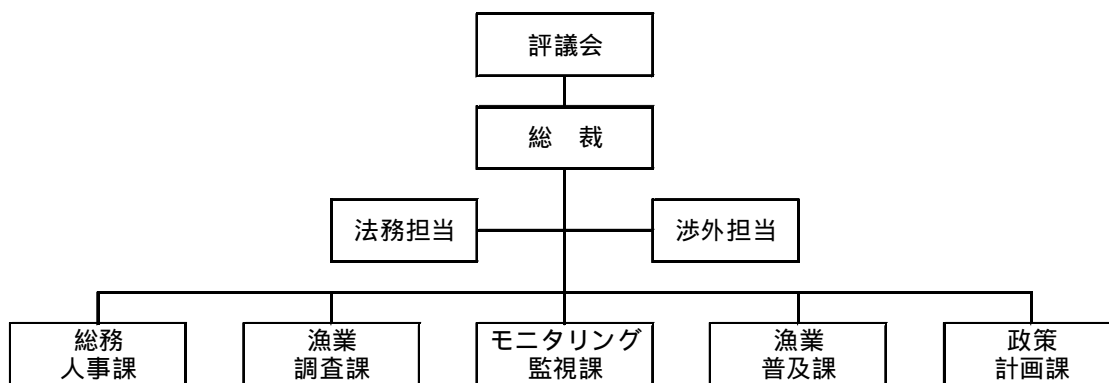 評議会
総　裁
法務担当
渉外担当
総務
人事課
漁業
調査課
モニタリング
監視課
漁業
普及課
政策
計画課